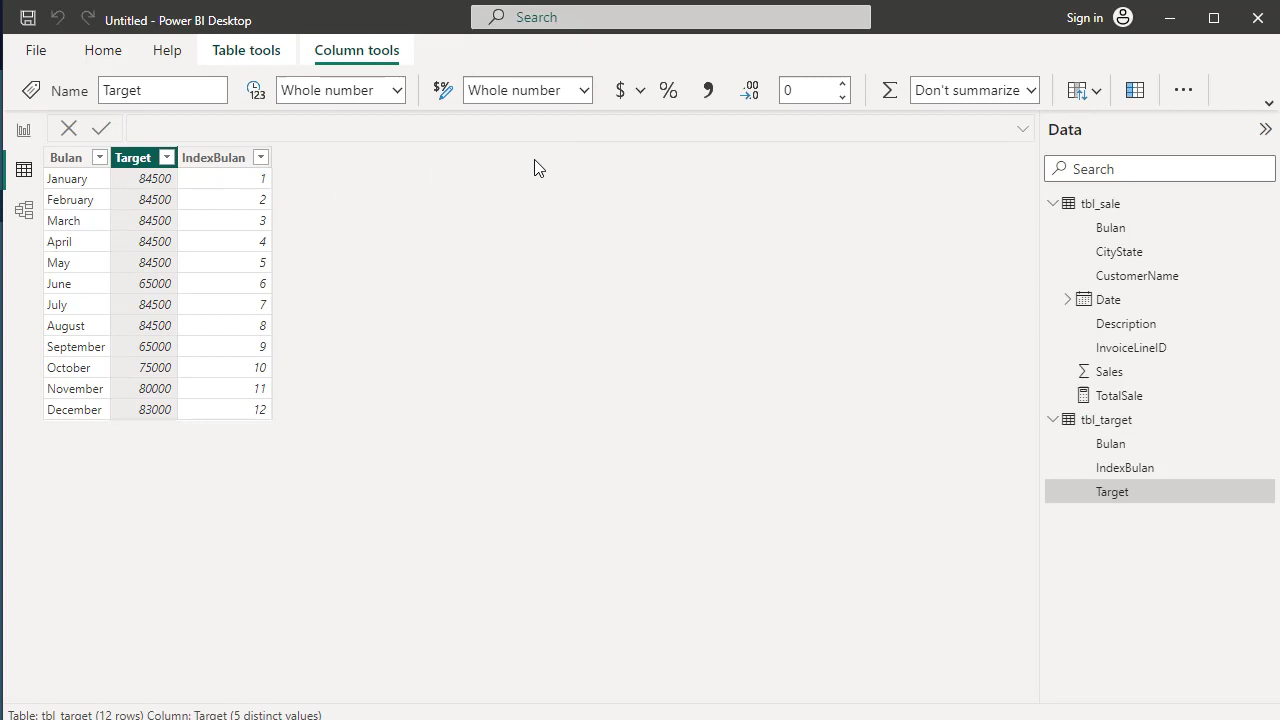 Untitled - Power BI Desktop
Search
Sign in
File Home Help Table tools Column tools
Name Target Whole number $% Whole number $ % , .00 0 Don't summarize
Data
Search
Bulan Target IndexBulan
January 84500 1
February 84500 2
March 84500 3
April 84500 4
May 84500 5
June 65000 6
July 84500 7
August 84500 8
September 65000 9
October 75000 10
November 80000 11
December 83000 12
tbl_sale
Bulan
CityState
CustomerName
Date
Description
InvoiceLineID
Sales
TotalSale
tbl_target
Bulan
IndexBulan
Target
Table: tbl_target (12 rows) Column: Target (5 distinct values)